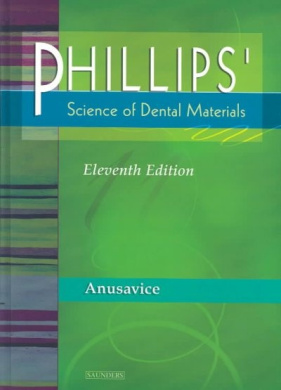 PHILLIPS'
Science of Dental Materials
Eleventh Edition
Anusavice
SAUNDERS